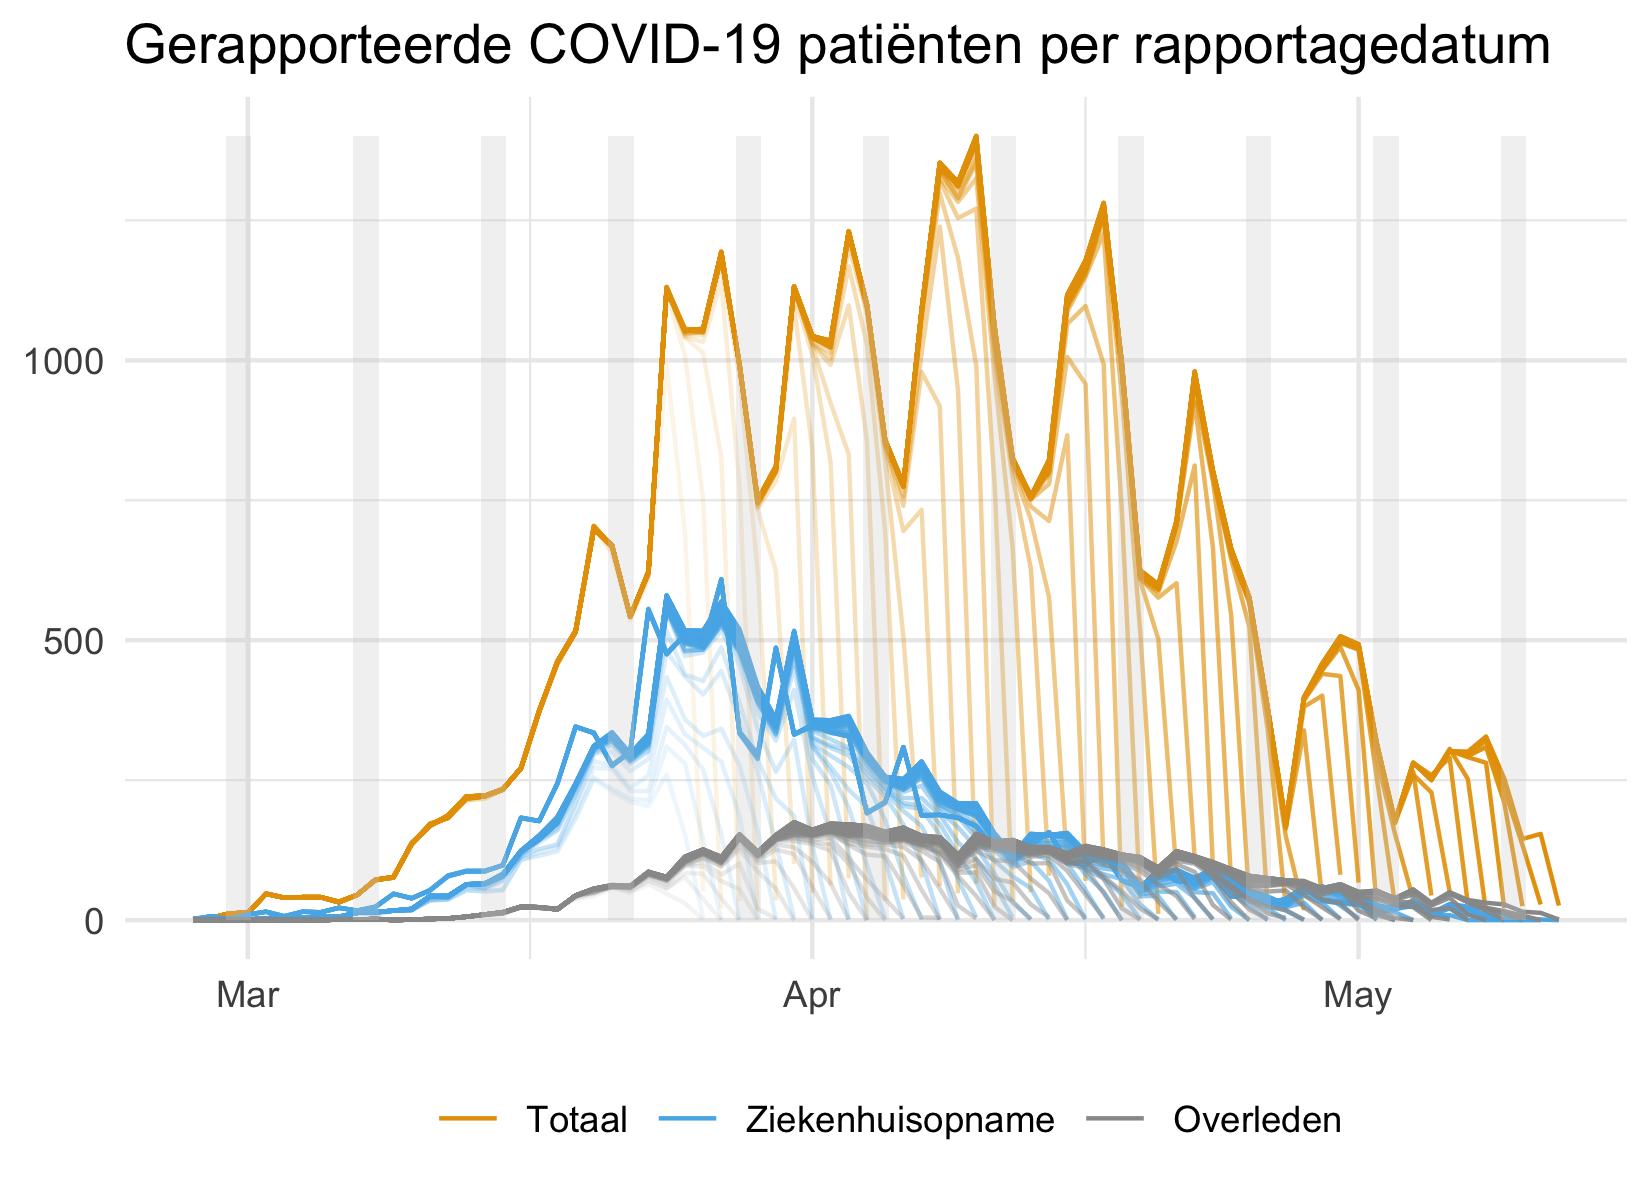 Gerapporteerde COVID-19 patiënten per rapportagedatum
1000
500
0
Mar Apr May
Totaal Ziekenhuisopname Overleden